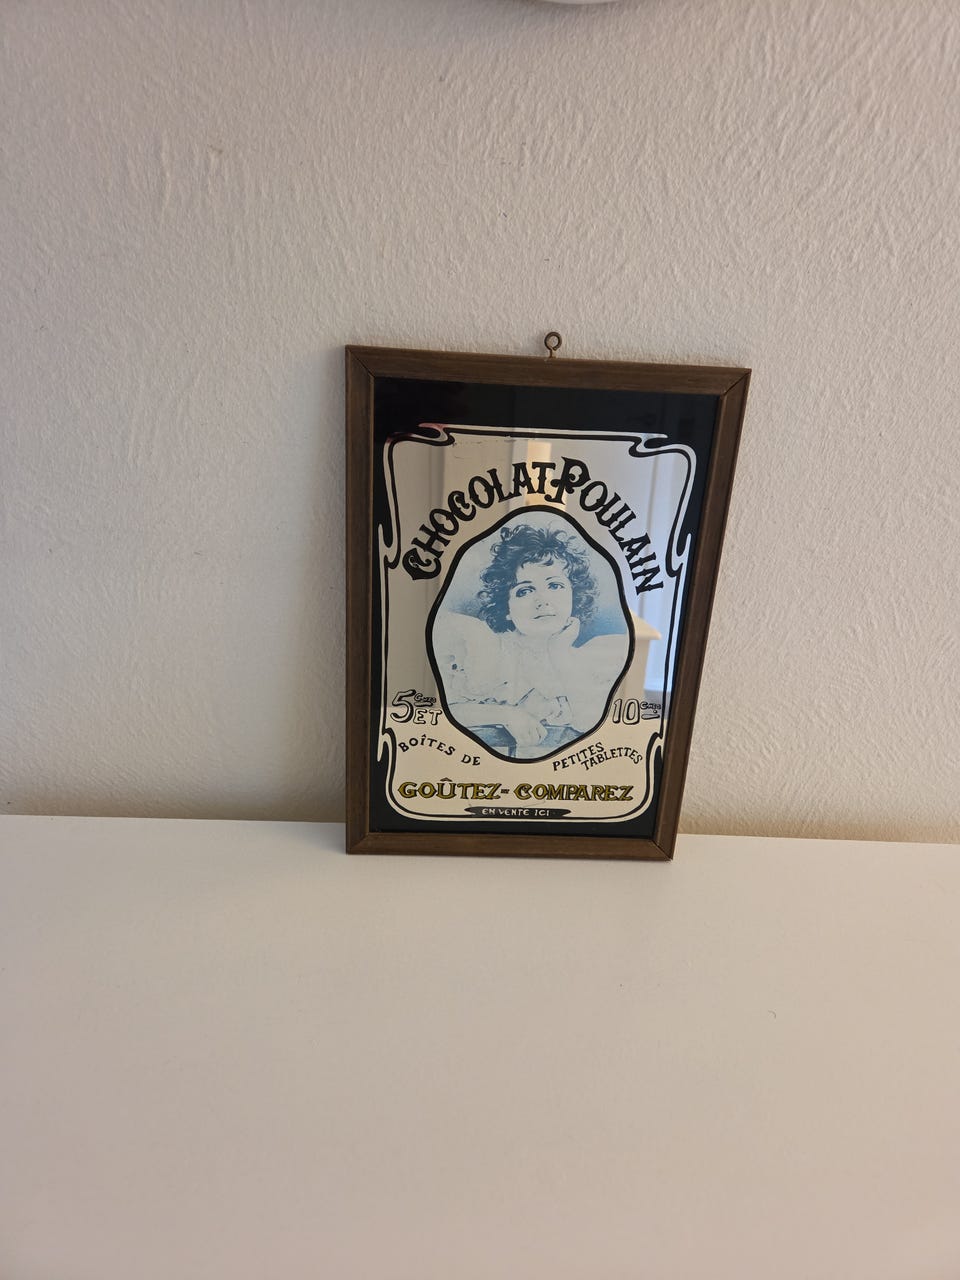 CHOCOLAT-POULAIN
5 Cmes ET 10 Cmes
BOÎTES DE PETITES TABLETTES
GOÛTEZ-COMPAREZ
EN VENTE ICI